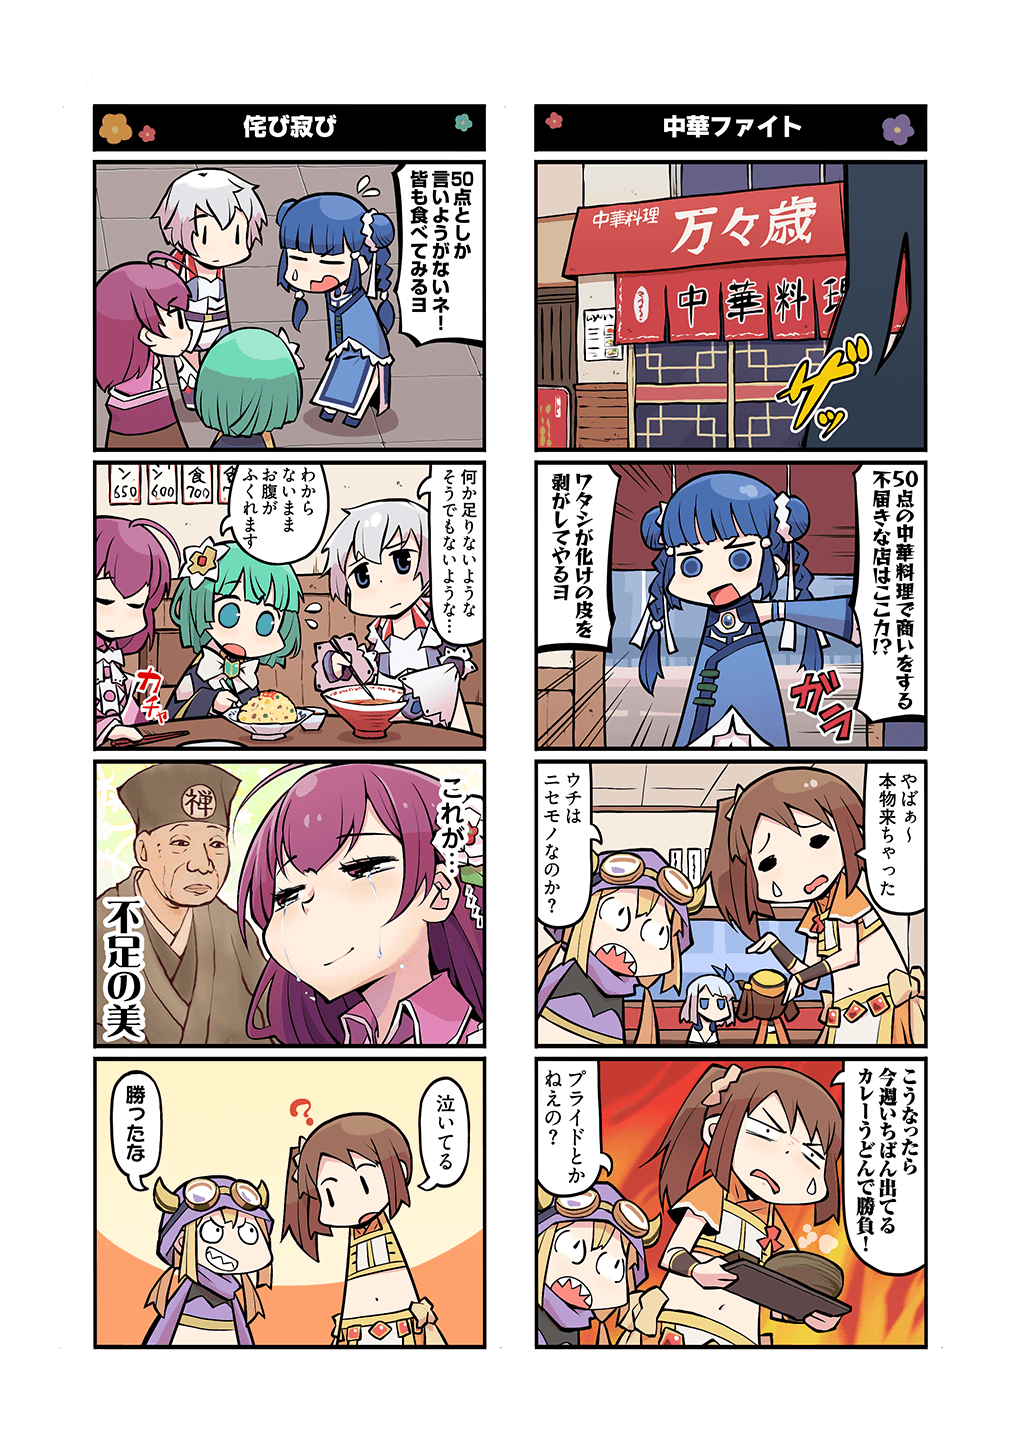 中華ファイト
中華料理
万々歳
中華料理
ザッ
50点の中華料理で商いをする
不届きな店はここカ!?
ワタシが化けの皮を
剥がしてやるヨ
ガラ
やばぁ〜
本物来ちゃった
ウチは
ニセモノなのか?
こうなったら
今週いちばん出てる
カレーうどんで勝負!
プライドとか
ねえの?
侘び寂び
50点としか
言いようがないネ!
皆も食べてみるヨ
何か足りないような
そうでもないような…
わから
ないまま
お腹が
ふくれます
ン
650
ン
600
食
700
食
カチャ
これが…
禅
不足の美
泣いてる
?
勝ったな